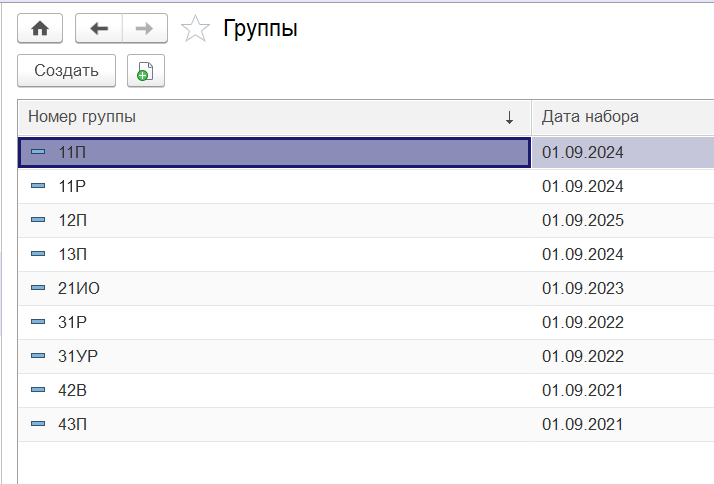 Группы
Создать
Номер группы ↓ Дата набора
11П 01.09.2024
11Р 01.09.2024
12П 01.09.2025
13П 01.09.2024
21ИО 01.09.2023
31Р 01.09.2022
31УР 01.09.2022
42В 01.09.2021
43П 01.09.2021